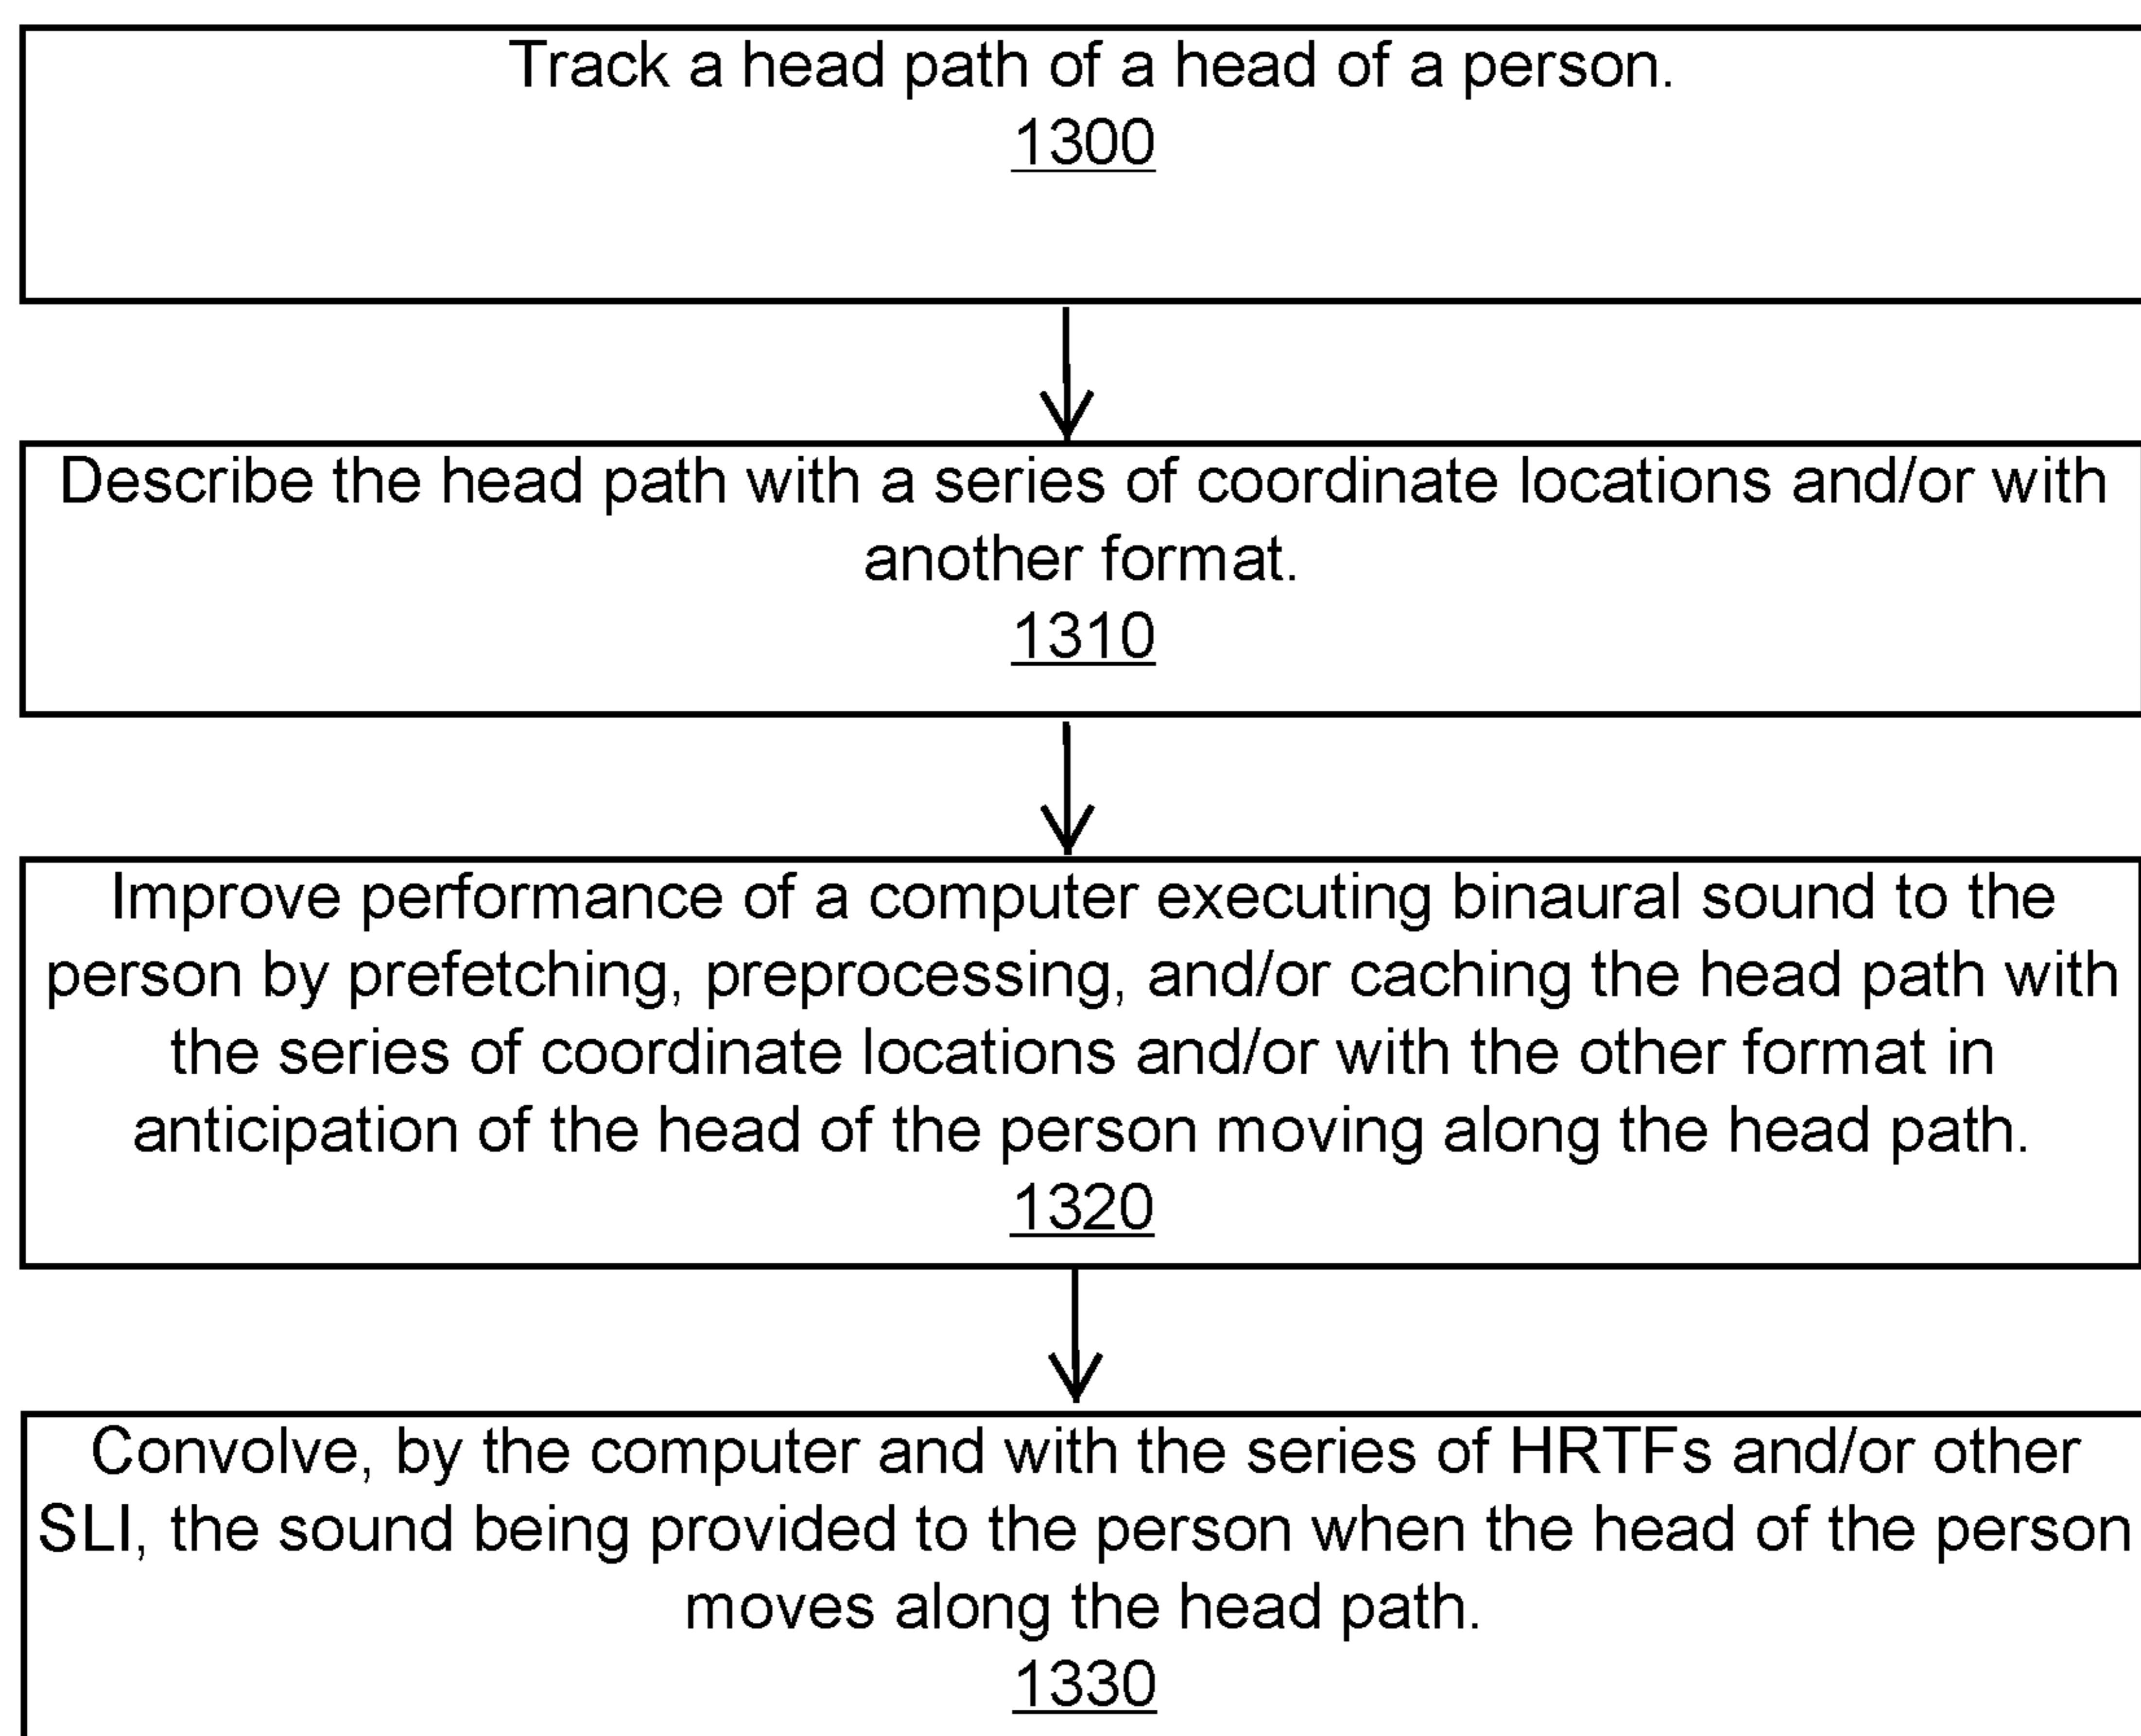 Track a head path of a head of a person.
1300
Describe the head path with a series of coordinate locations and/or with
another format.
1310
Improve performance of a computer executing binaural sound to the
person by prefetching, preprocessing, and/or caching the head path with
the series of coordinate locations and/or with the other format in
anticipation of the head of the person moving along the head path.
1320
Convolve, by the computer and with the series of HRTFs and/or other
SLI, the sound being provided to the person when the head of the person
moves along the head path.
1330